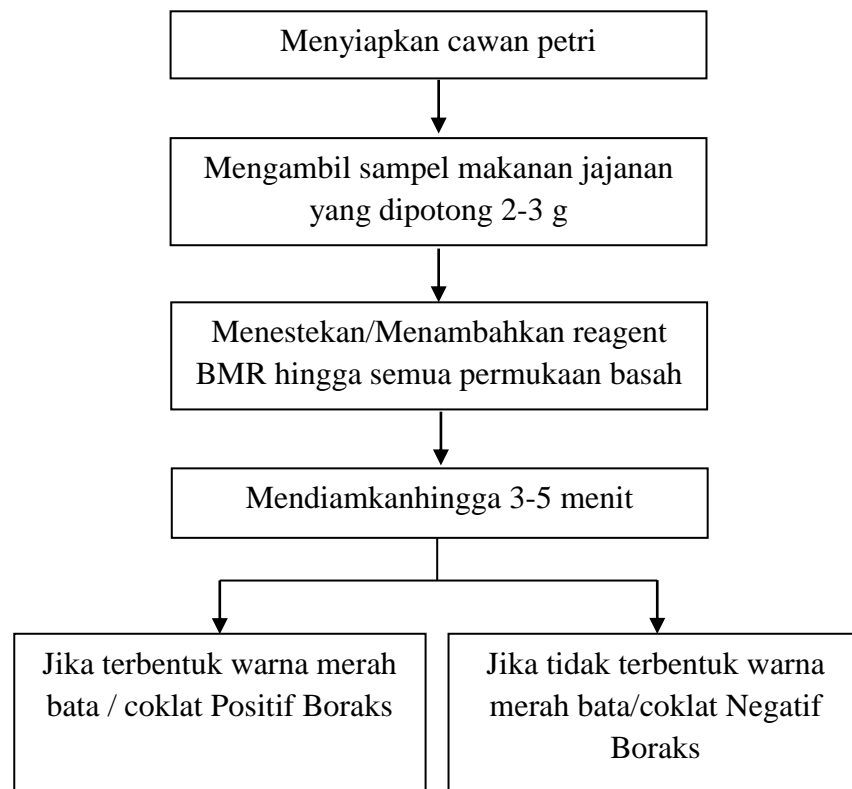 Menyiapkan cawan petri
Mengambil sampel makanan jajanan
yang dipotong 2-3 g
Menestekan/Menambahkan reagent
BMR hingga semua permukaan basah
Mendiamkanhingga 3-5 menit
Jika terbentuk warna merah
bata / coklat Positif Boraks
Jika tidak terbentuk warna
merah bata/coklat Negatif
Boraks